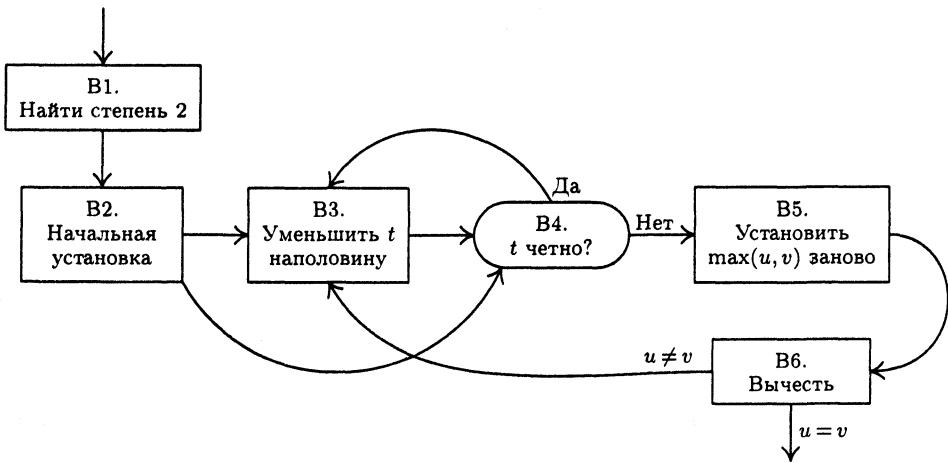 B1.
Найти степень 2
Да
B2.
Начальная
установка
B3.
Уменьшить t
наполовину
B4.
t четно?
Нет
B5.
Установить
max(u, v) заново
u ≠ v
B6.
Вычесть
u = v